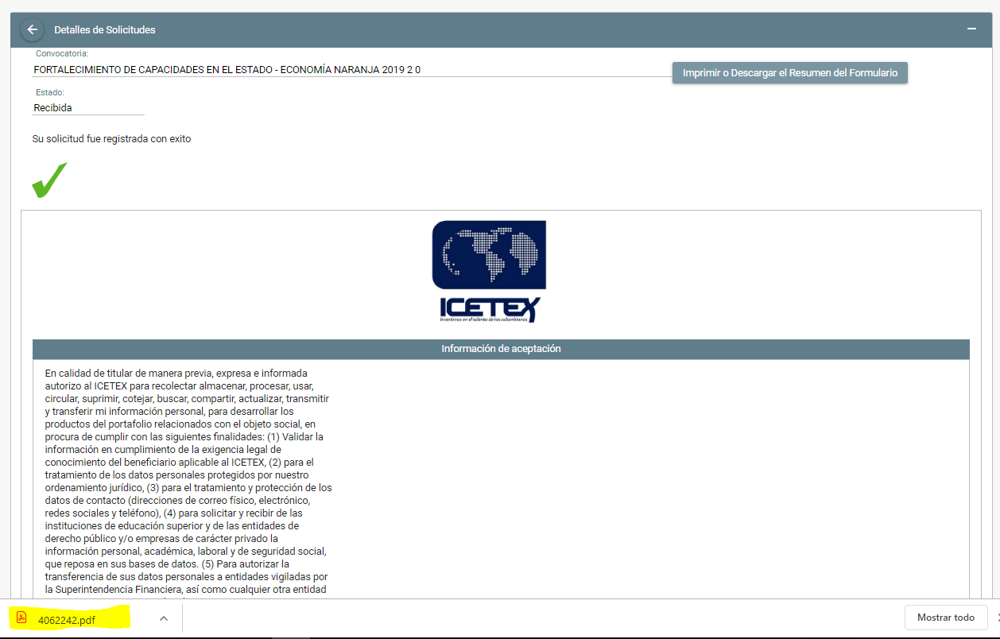 Detalles de Solicitudes
Convocatoria:
FORTALECIMIENTO DE CAPACIDADES EN EL ESTADO - ECONOMÍA NARANJA 2019 2 0
Imprimir o Descargar el Resumen del Formulario
Estado:
Recibida
Su solicitud fue registrada con exito
ICETEX
Invertimos en el talento de los colombianos
Información de aceptación
En calidad de titular de manera previa, expresa e informada
autorizo al ICETEX para recolectar almacenar, procesar, usar,
circular, suprimir, cotejar, buscar, compartir, actualizar, transmitir
y transferir mi información personal, para desarrollar los
productos del portafolio relacionados con el objeto social, en
procura de cumplir con las siguientes finalidades: (1) Validar la
información en cumplimiento de la exigencia legal de
conocimiento del beneficiario aplicable al ICETEX, (2) para el
tratamiento de los datos personales protegidos por nuestro
ordenamiento jurídico, (3) para el tratamiento y protección de los
datos de contacto (direcciones de correo físico, electrónico,
redes sociales y teléfono), (4) para solicitar y recibir de las
instituciones de educación superior y de las entidades de
derecho público y/o empresas de carácter privado la
información personal, académica, laboral y de seguridad social,
que reposa en sus bases de datos. (5) Para autorizar la
transferencia de sus datos personales a entidades vigiladas por
la Superintendencia Financiera, así como cualquier otra entidad
4062242.pdf
Mostrar todo